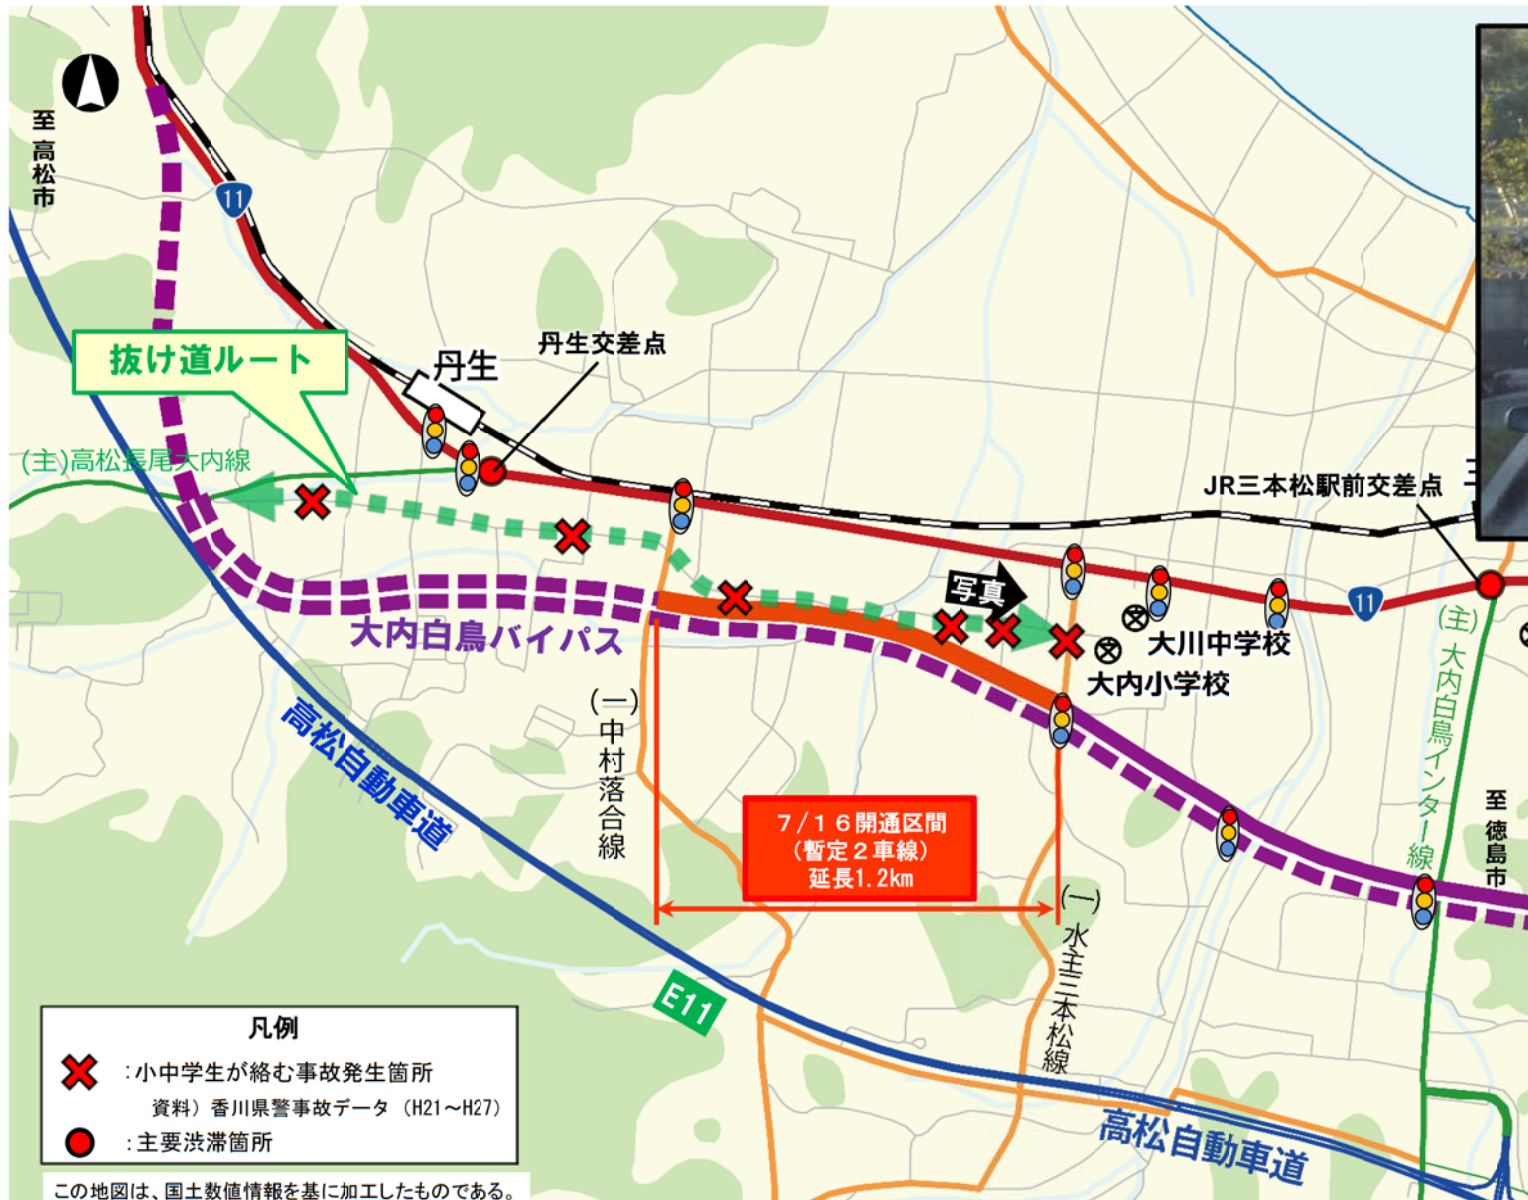 至 高松市
11
抜け道ルート
丹生
丹生交差点
(主)高松長尾大内線
JR三本松駅前交差点
写真
11
大川中学校
大内小学校
大内白鳥バイパス
(主)大内白鳥インター線
(一)中村落合線
高松自動車道
至 徳島市
7/16開通区間
(暫定2車線)
延長1.2km
(一)水主三本松線
E11
高松自動車道
凡例
:小中学生が絡む事故発生箇所
資料) 香川県警事故データ (H21~H27)
:主要渋滞箇所
この地図は、国土数値情報を基に加工したものである。